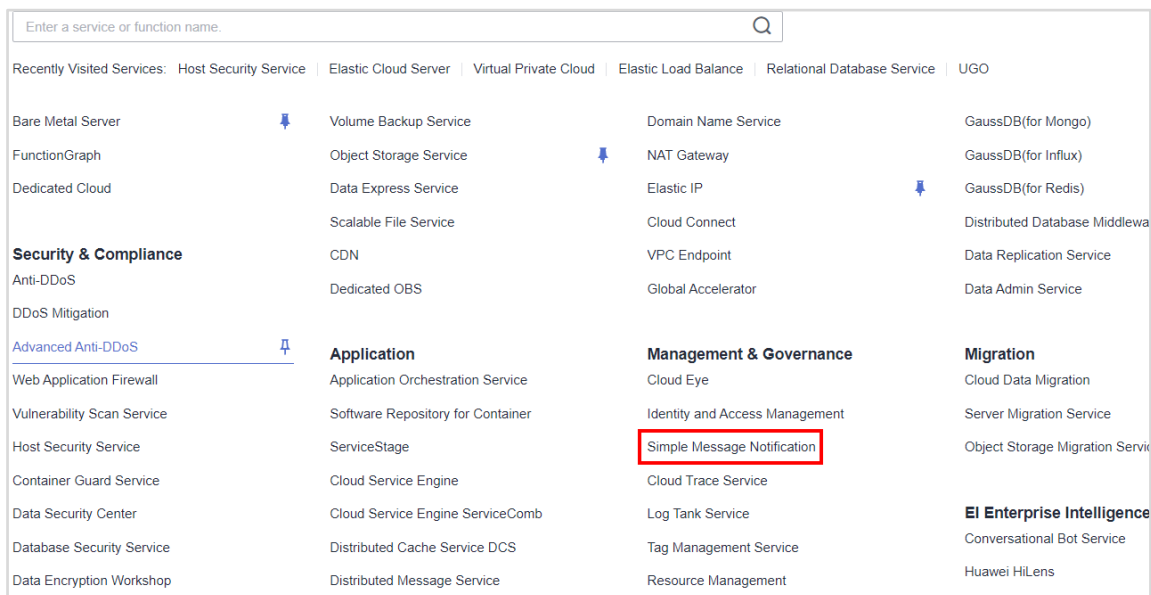 Enter a service or function name.
Recently Visited Services: Host Security Service | Elastic Cloud Server | Virtual Private Cloud | Elastic Load Balance | Relational Database Service | UGO
Bare Metal Server
FunctionGraph
Dedicated Cloud
Security & Compliance
Anti-DDoS
DDoS Mitigation
Advanced Anti-DDoS
Web Application Firewall
Vulnerability Scan Service
Host Security Service
Container Guard Service
Data Security Center
Database Security Service
Data Encryption Workshop
Volume Backup Service
Object Storage Service
Data Express Service
Scalable File Service
CDN
Dedicated OBS
Application
Application Orchestration Service
Software Repository for Container
ServiceStage
Cloud Service Engine
Cloud Service Engine ServiceComb
Distributed Cache Service DCS
Distributed Message Service
Domain Name Service
NAT Gateway
Elastic IP
Cloud Connect
VPC Endpoint
Global Accelerator
Management & Governance
Cloud Eye
Identity and Access Management
Simple Message Notification
Cloud Trace Service
Log Tank Service
Tag Management Service
Resource Management
GaussDB(for Mongo)
GaussDB(for Influx)
GaussDB(for Redis)
Distributed Database Middlewa
Data Replication Service
Data Admin Service
Migration
Cloud Data Migration
Server Migration Service
Object Storage Migration Servi
EI Enterprise Intelligence
Conversational Bot Service
Huawei HiLens